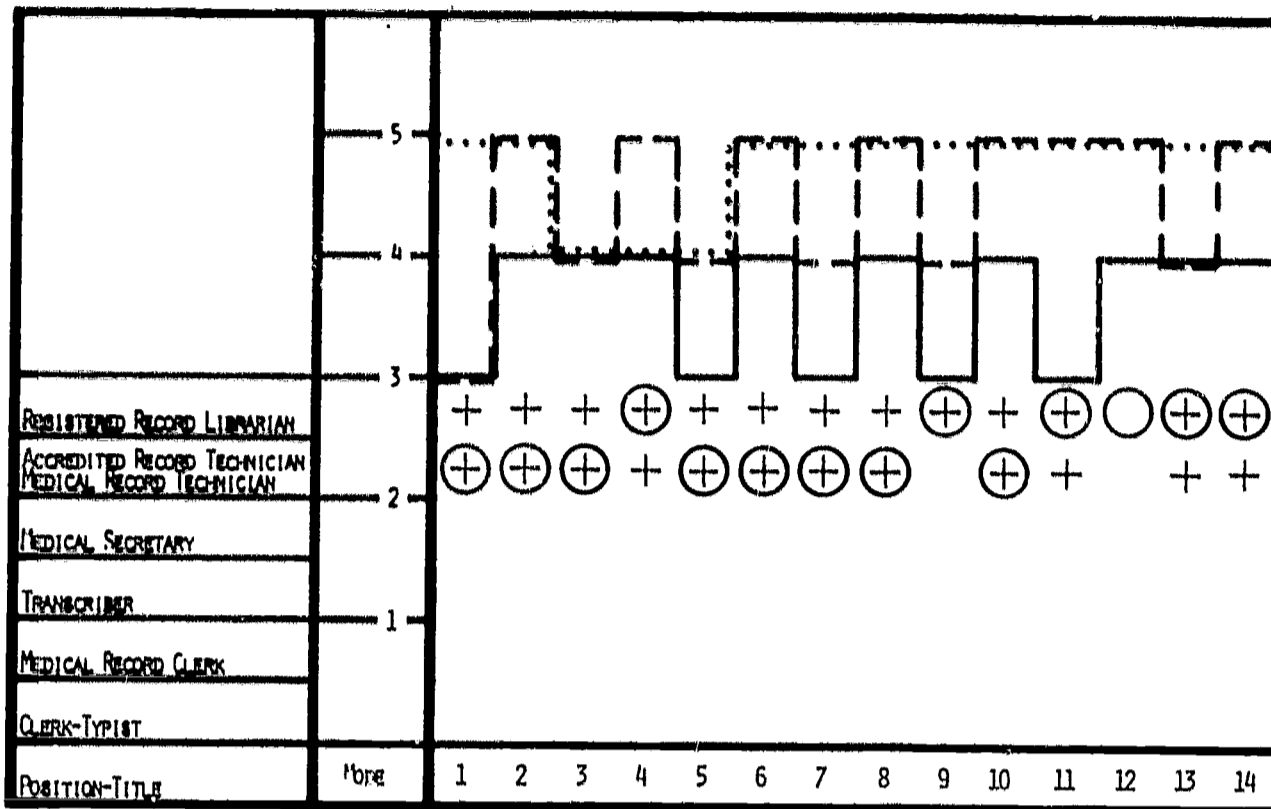 5
4
3
REGISTERED RECORD LIBRARIAN
ACCREDITED RECORD TECHNICIAN
MEDICAL RECORD TECHNICIAN
2
MEDICAL SECRETARY
TRANSCRIBER
1
MEDICAL RECORD CLERK
CLERK-TYPIST
POSITION-TITLE MODE 1 2 3 4 5 6 7 8 9 10 11 12 13 14